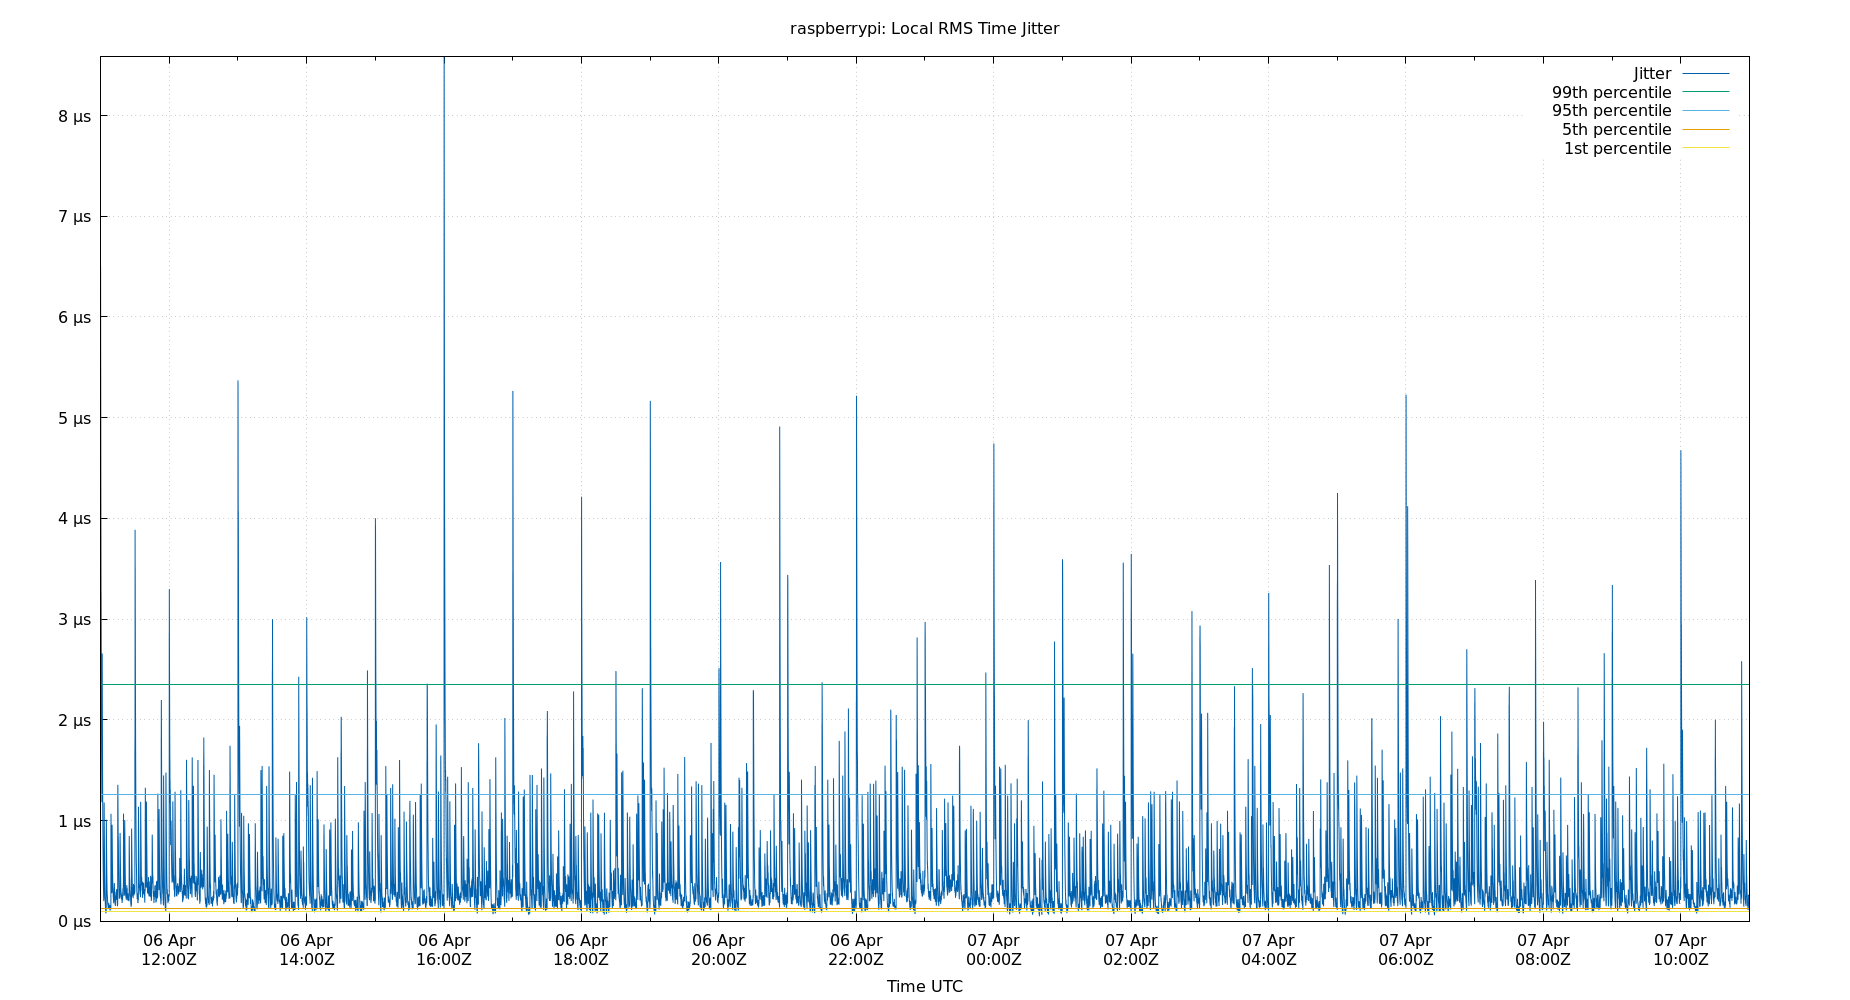 raspberrypi: Local RMS Time Jitter
Jitter
99th percentile
95th percentile
5th percentile
1st percentile
8 µs
7 µs
6 µs
5 µs
4 µs
3 µs
2 µs
1 µs
0 µs
06 Apr 06 Apr 06 Apr 06 Apr 06 Apr 06 Apr 07 Apr 07 Apr 07 Apr 07 Apr 07 Apr 07 Apr
12:00Z 14:00Z 16:00Z 18:00Z 20:00Z 22:00Z 00:00Z 02:00Z 04:00Z 06:00Z 08:00Z 10:00Z
Time UTC